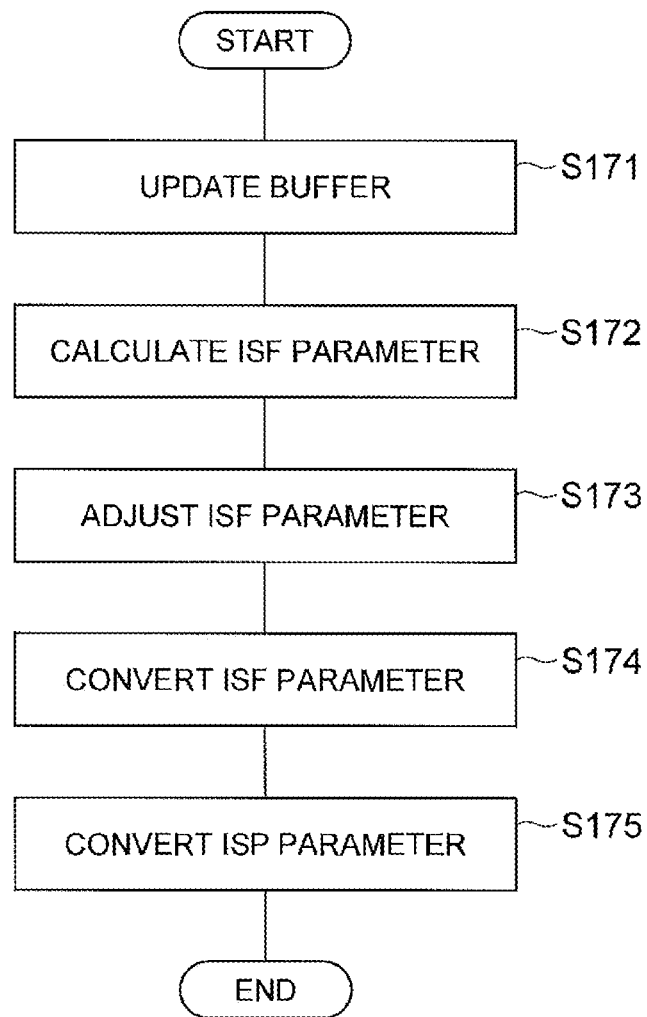 START
UPDATE BUFFER
S171
CALCULATE ISF PARAMETER
S172
ADJUST ISF PARAMETER
S173
CONVERT ISF PARAMETER
S174
CONVERT ISP PARAMETER
S175
END